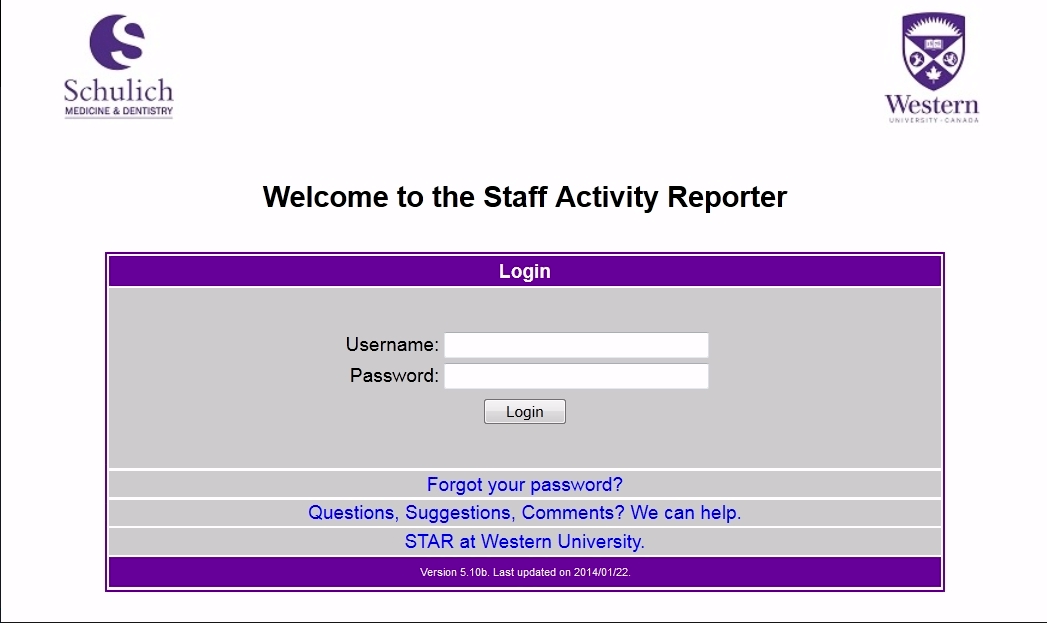 Schulich
MEDICINE & DENTISTRY
Western
UNIVERSITY · CANADA
Welcome to the Staff Activity Reporter
Login
Username:
Password:
Login
Forgot your password?
Questions, Suggestions, Comments? We can help.
STAR at Western University.
Version 5.10b. Last updated on 2014/01/22.